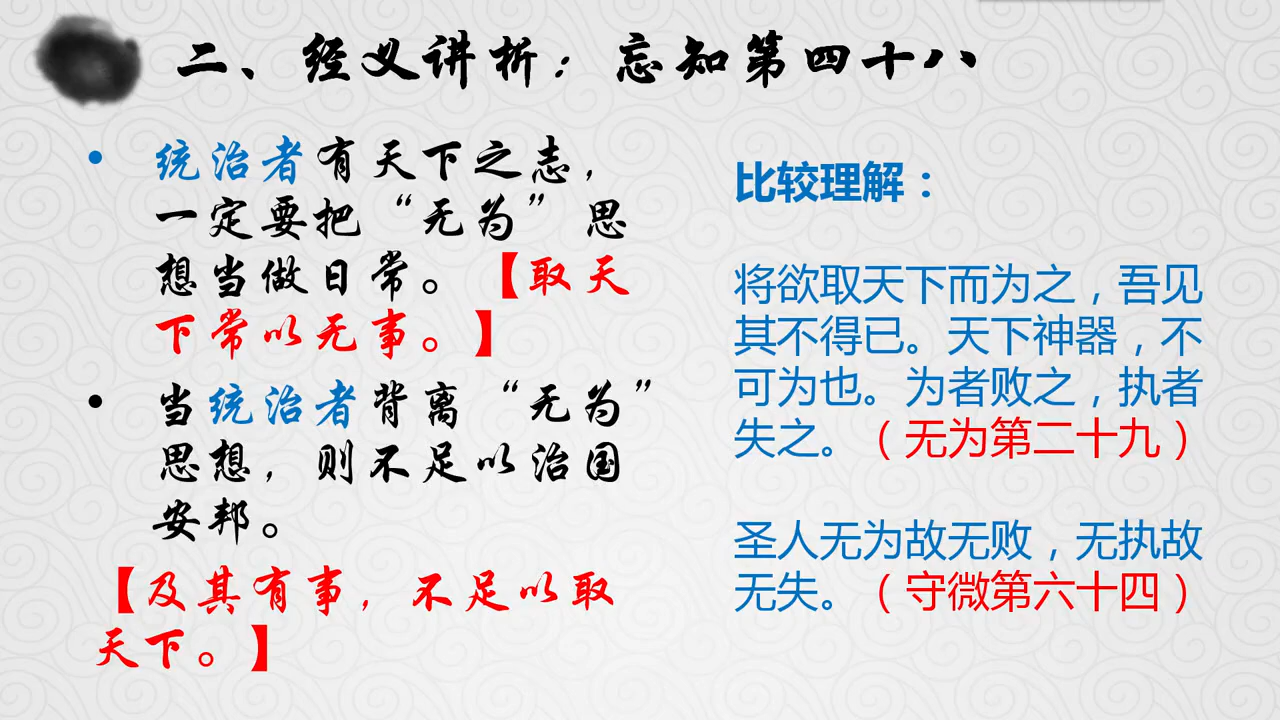 二、经义讲析：忘知第四十八
• 统治者有天下之志，
一定要把“无为”思
想当做日常。【取天
下常以无事。】
• 当统治者背离“无为”
思想，则不足以治国
安邦。
【及其有事，不足以取
天下。】
比较理解：
将欲取天下而为之，吾见
其不得已。天下神器，不
可为也。为者败之，执者
失之。（无为第二十九）
圣人无为故无败，无执故
无失。（守微第六十四）